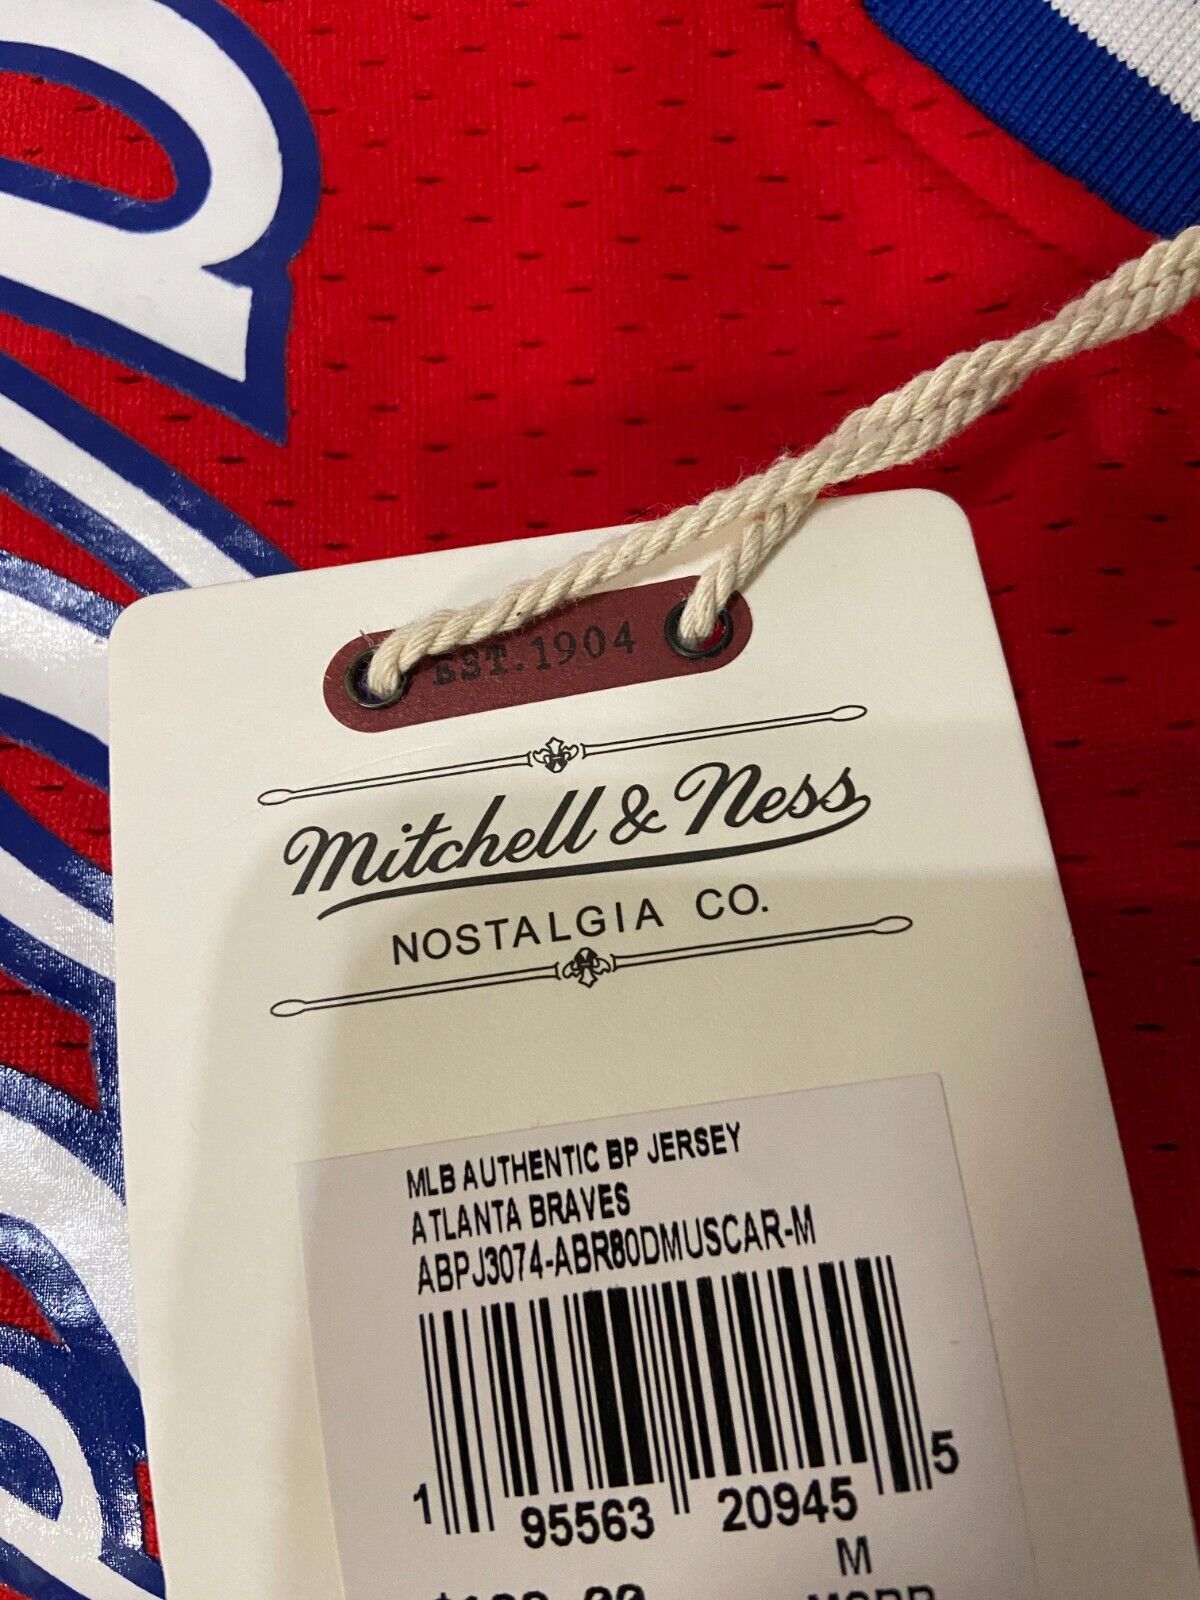 EST. 1904
Mitchell & Ness
NOSTALGIA CO.
MLB AUTHENTIC BP JERSEY
ATLANTA BRAVES
ABPJ3074-ABR80DMUSCAR-M
1 95563 20945 5
M